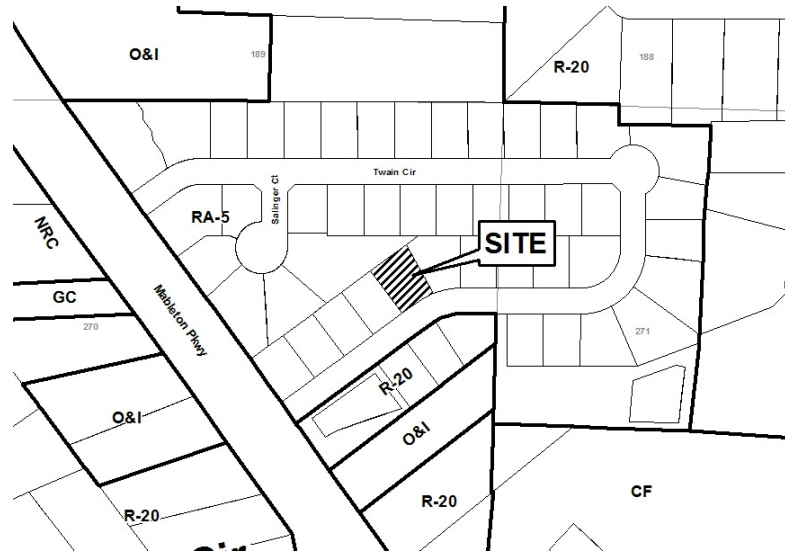 O&I
189
R-20
188
Twain Cir
Salinger Ct
RA-5
NRC
SITE
GC
Mableton Pkwy
270
271
R-20
O&I
O&I
CF
R-20
R-20
Cir